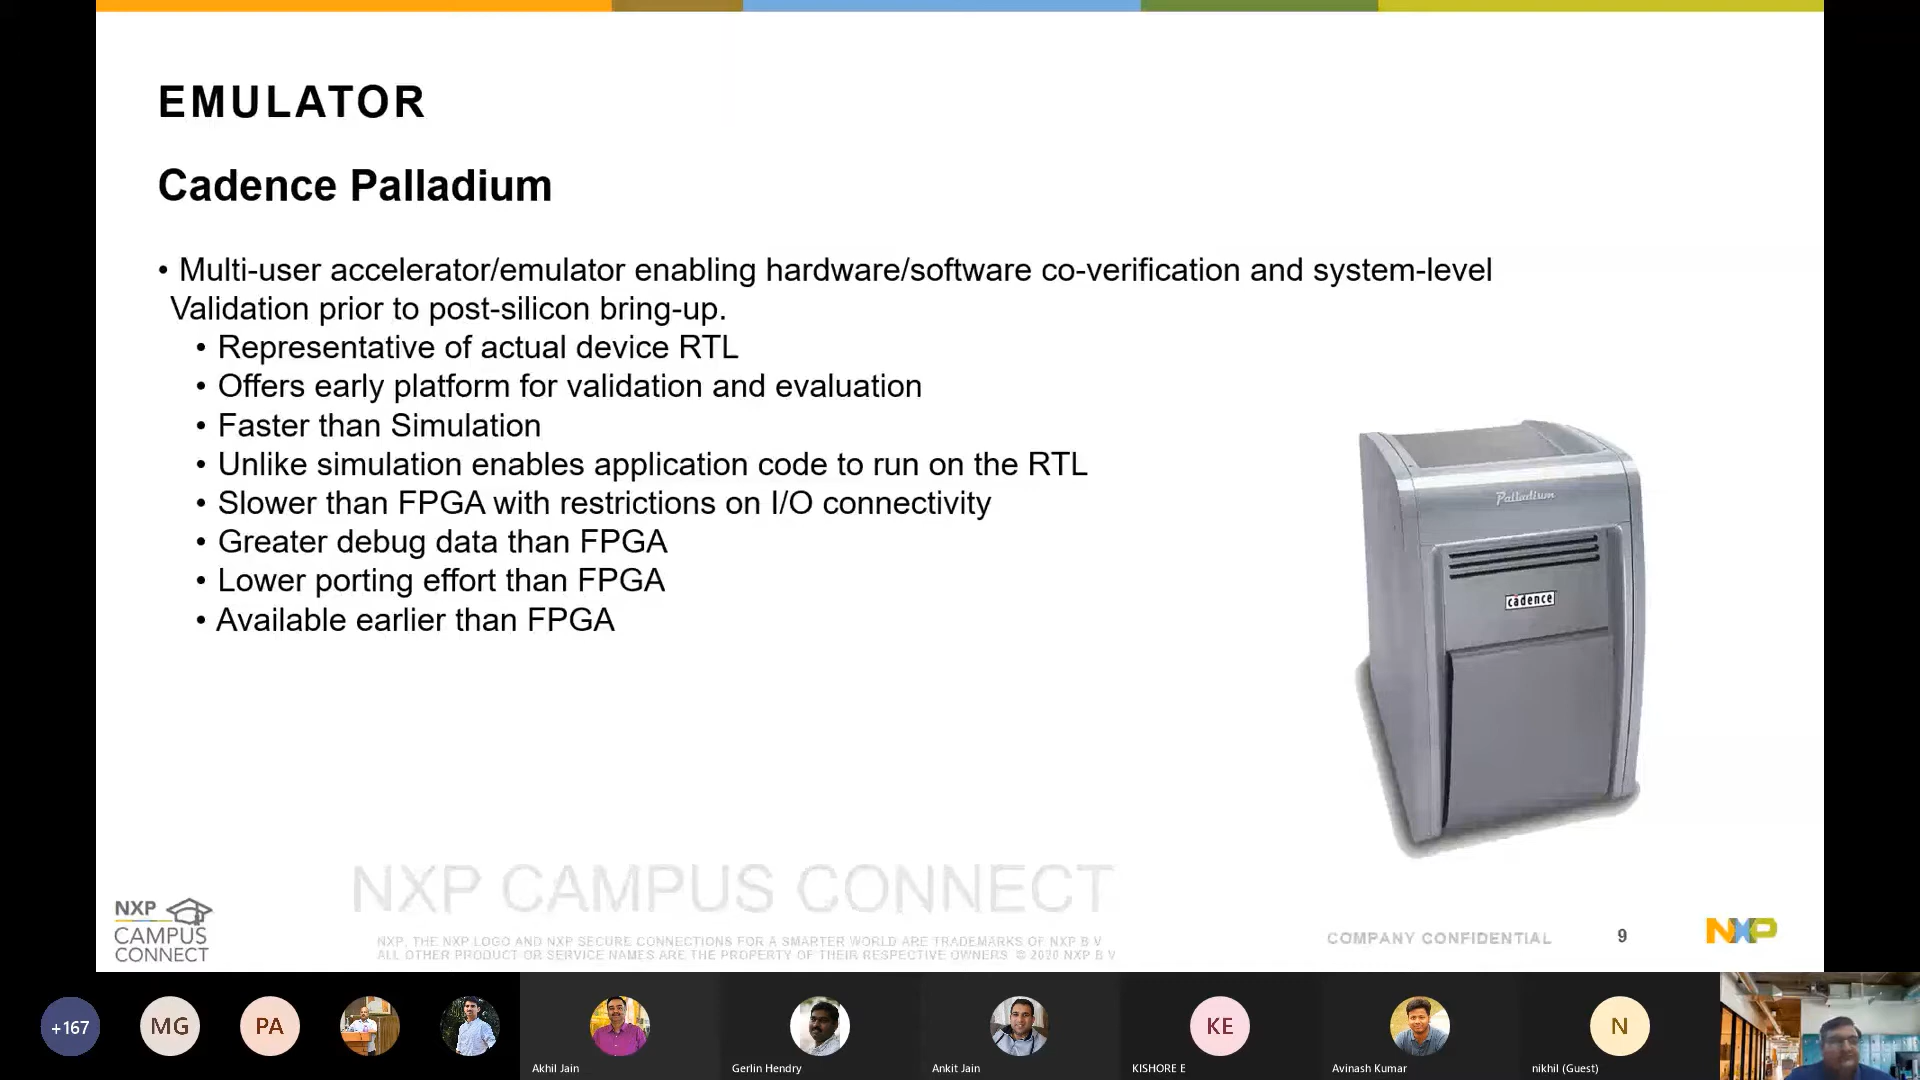 EMULATOR
Cadence Palladium
• Multi-user accelerator/emulator enabling hardware/software co-verification and system-level
Validation prior to post-silicon bring-up.
• Representative of actual device RTL
• Offers early platform for validation and evaluation
• Faster than Simulation
• Unlike simulation enables application code to run on the RTL
• Slower than FPGA with restrictions on I/O connectivity
• Greater debug data than FPGA
• Lower porting effort than FPGA
• Available earlier than FPGA
Palladium
cadence
NXP CAMPUS CONNECT
NXP
CAMPUS
CONNECT
NXP, THE NXP LOGO AND NXP SECURE CONNECTIONS FOR A SMARTER WORLD ARE TRADEMARKS OF NXP B V
ALL OTHER PRODUCT OR SERVICE NAMES ARE THE PROPERTY OF THEIR RESPECTIVE OWNERS © 2020 NXP B V
COMPANY CONFIDENTIAL
9
NXP
+167
MG
PA
KE
N
Akhil Jain
Gerlin Hendry
Ankit Jain
KISHORE E
Avinash Kumar
nikhil (Guest)